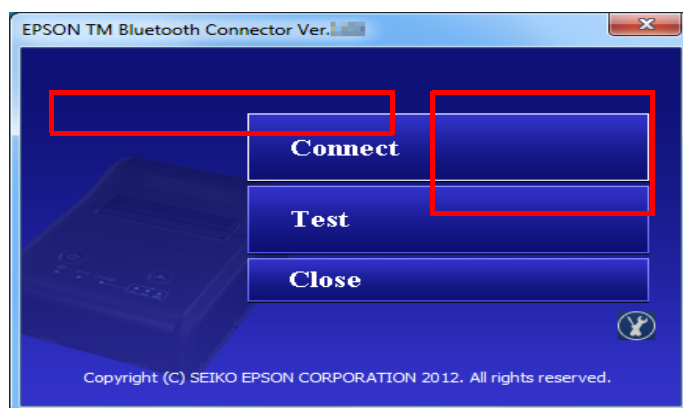 EPSON TM Bluetooth Connector Ver.
Connect
Test
Close
Copyright (C) SEIKO EPSON CORPORATION 2012. All rights reserved.